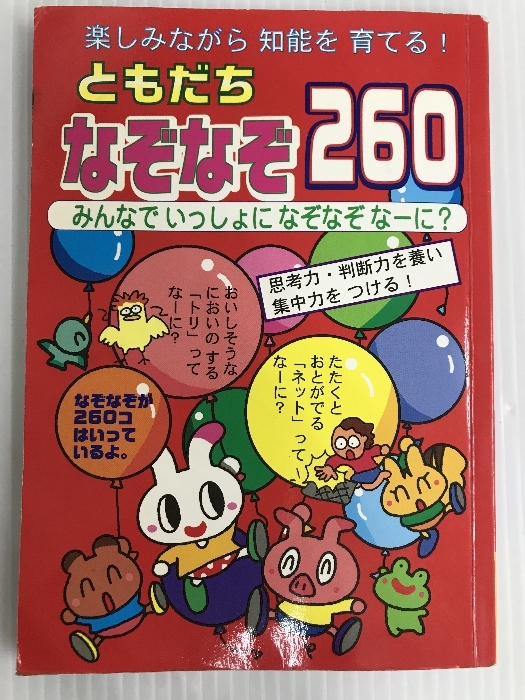 楽しみながら 知能を 育てる！
ともだち
なぞなぞ260
みんなで いっしょに なぞなぞ なーに？
思考力・判断力を養い
集中力を つける！
おいしそうな
においの する
「トリ」って
なーに？
たたくと
おとがでる
「ネット」って
なーに？
なぞなぞが
260コ
はいって
いるよ。